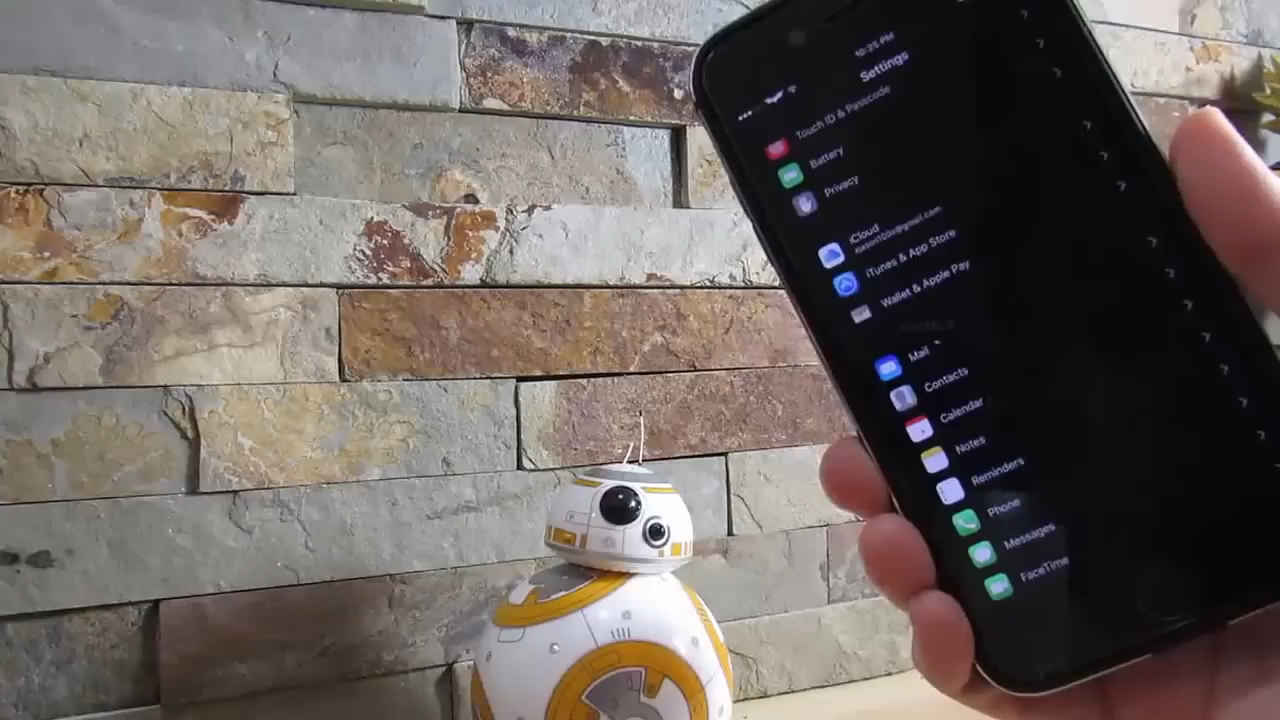 10:25 PM
Settings
Touch ID & Passcode
Battery
Privacy
iCloud
iTunes & App Store
Wallet & Apple Pay
Mail
Contacts
Calendar
Notes
Reminders
Phone
Messages
FaceTime